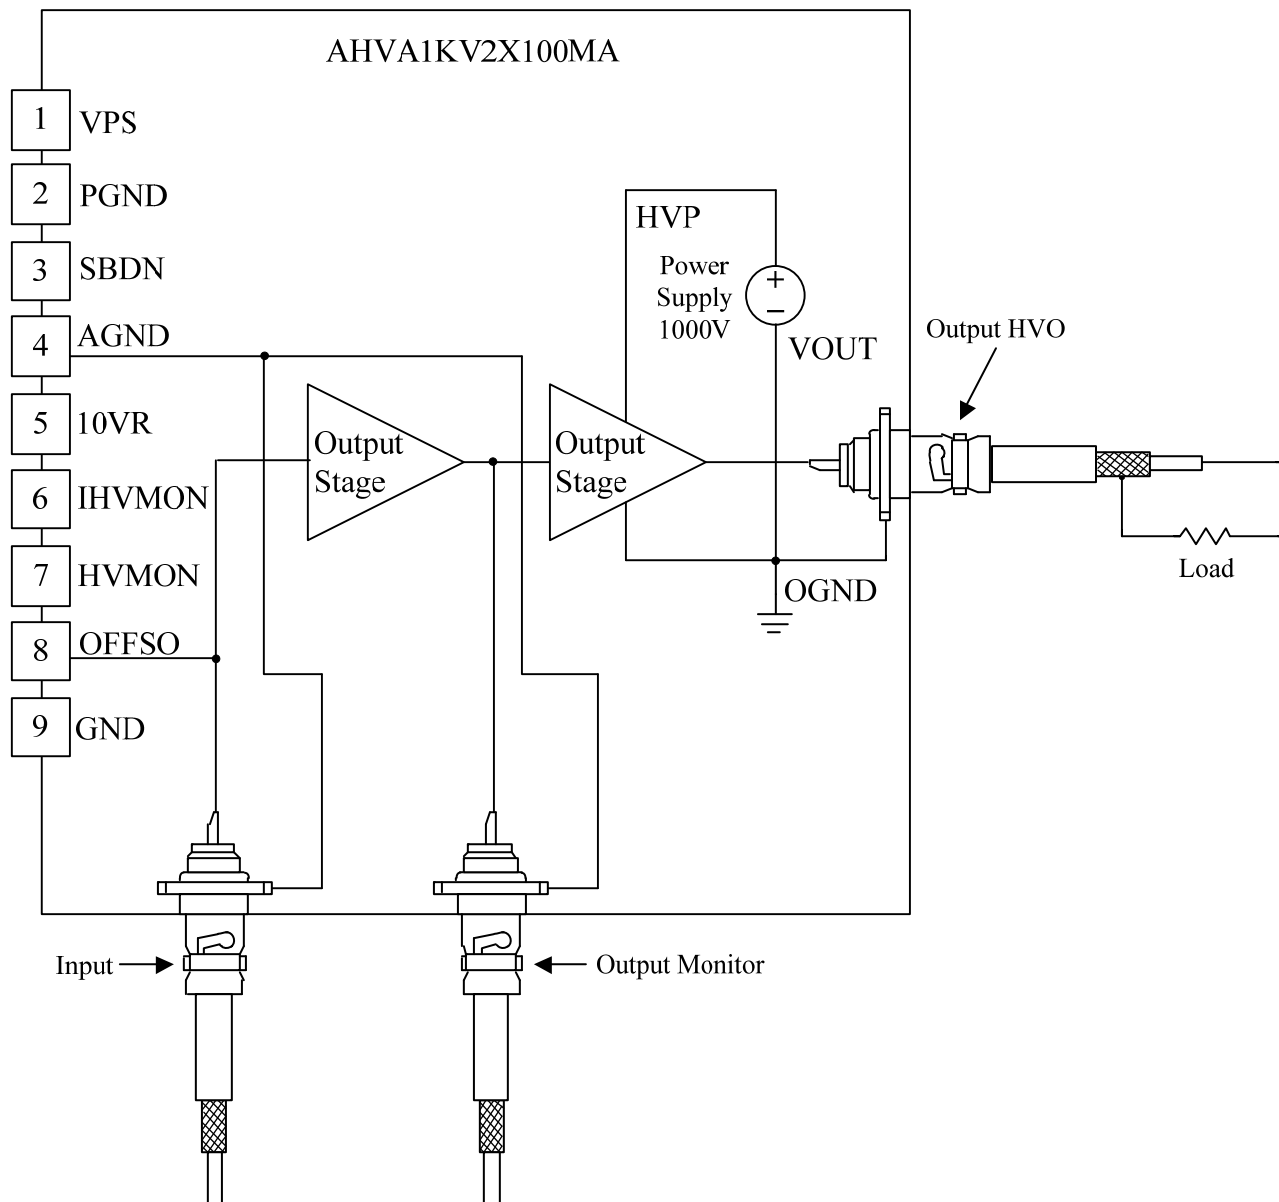 AHVA1KV2X100MA
1 VPS
2 PGND
3 SBDN
4 AGND
5 10VR
6 IHVMON
7 HVMON
8 OFFSO
9 GND
HVP
Power
Supply
1000V
+
−
VOUT
Output HVO
Output
Stage
Output
Stage
OGND
Load
Input
Output Monitor